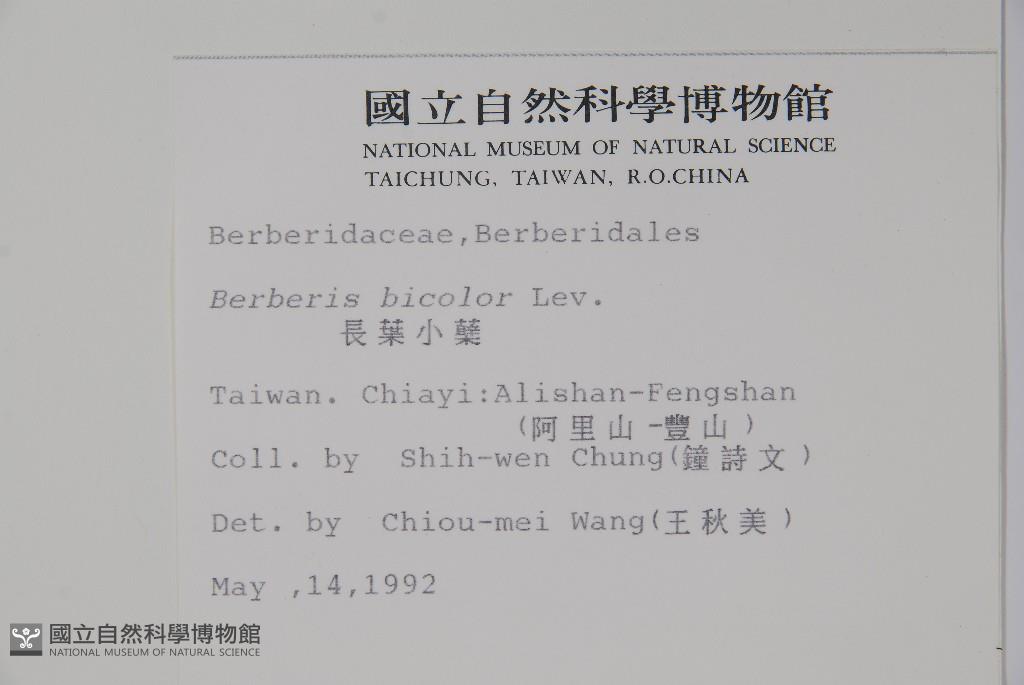 國立自然科學博物館
NATIONAL MUSEUM OF NATURAL SCIENCE
TAICHUNG, TAIWAN, R.O.CHINA
Berberidaceae,Berberidales
Berberis bicolor Lev.
長葉小蘗
Taiwan. Chiayi:Alishan-Fengshan
(阿里山-豐山)
Coll. by Shih-wen Chung(鐘詩文)
Det. by Chiou-mei Wang(王秋美)
May ,14,1992
國立自然科學博物館
NATIONAL MUSEUM OF NATURAL SCIENCE